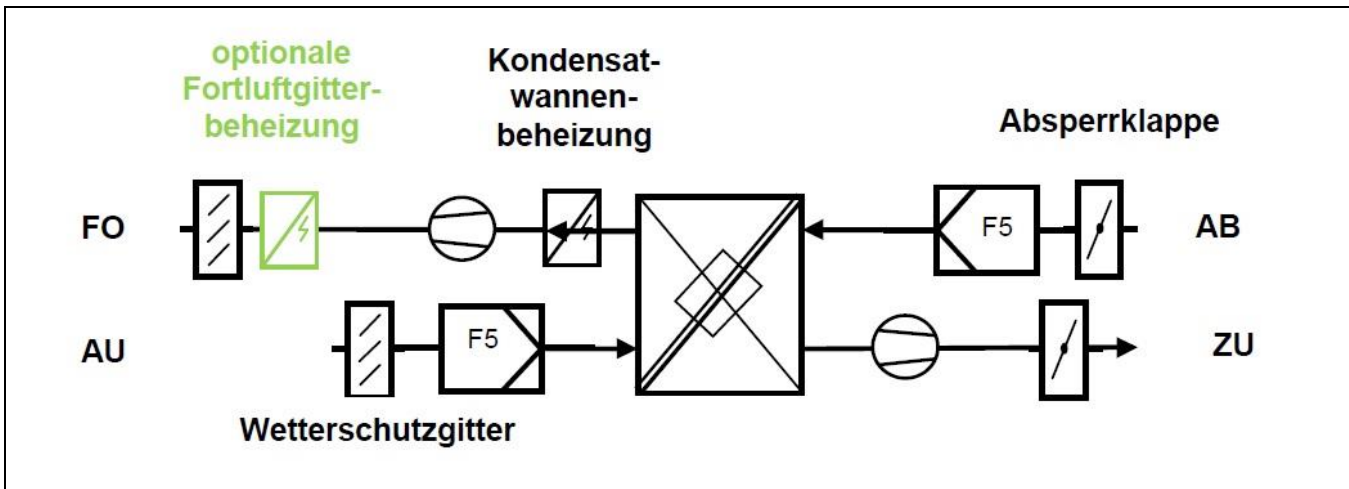 optionale
Fortluftgitter-
beheizung
Kondensat-
wannen-
beheizung
Absperrklappe
FO
F5
AB
AU
F5
ZU
Wetterschutzgitter